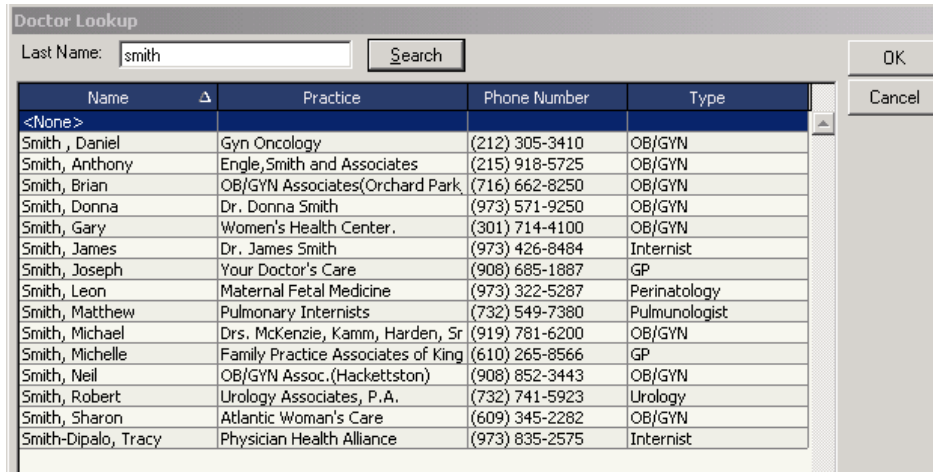 Doctor Lookup
Last Name: smith Search OK
Name Practice Phone Number Type Cancel
<None>
Smith , Daniel Gyn Oncology (212) 305-3410 OB/GYN
Smith, Anthony Engle,Smith and Associates (215) 918-5725 OB/GYN
Smith, Brian OB/GYN Associates(Orchard Park, (716) 662-8250 OB/GYN
Smith, Donna Dr. Donna Smith (973) 571-9250 OB/GYN
Smith, Gary Women's Health Center. (301) 714-4100 OB/GYN
Smith, James Dr. James Smith (973) 426-8484 Internist
Smith, Joseph Your Doctor's Care (908) 685-1887 GP
Smith, Leon Maternal Fetal Medicine (973) 322-5287 Perinatology
Smith, Matthew Pulmonary Internists (732) 549-7380 Pulmunologist
Smith, Michael Drs. McKenzie, Kamm, Harden, Sr (919) 781-6200 OB/GYN
Smith, Michelle Family Practice Associates of King (610) 265-8566 GP
Smith, Neil OB/GYN Assoc.(Hackettston) (908) 852-3443 OB/GYN
Smith, Robert Urology Associates, P.A. (732) 741-5923 Urology
Smith, Sharon Atlantic Woman's Care (609) 345-2282 OB/GYN
Smith-Dipalo, Tracy Physician Health Alliance (973) 835-2575 Internist